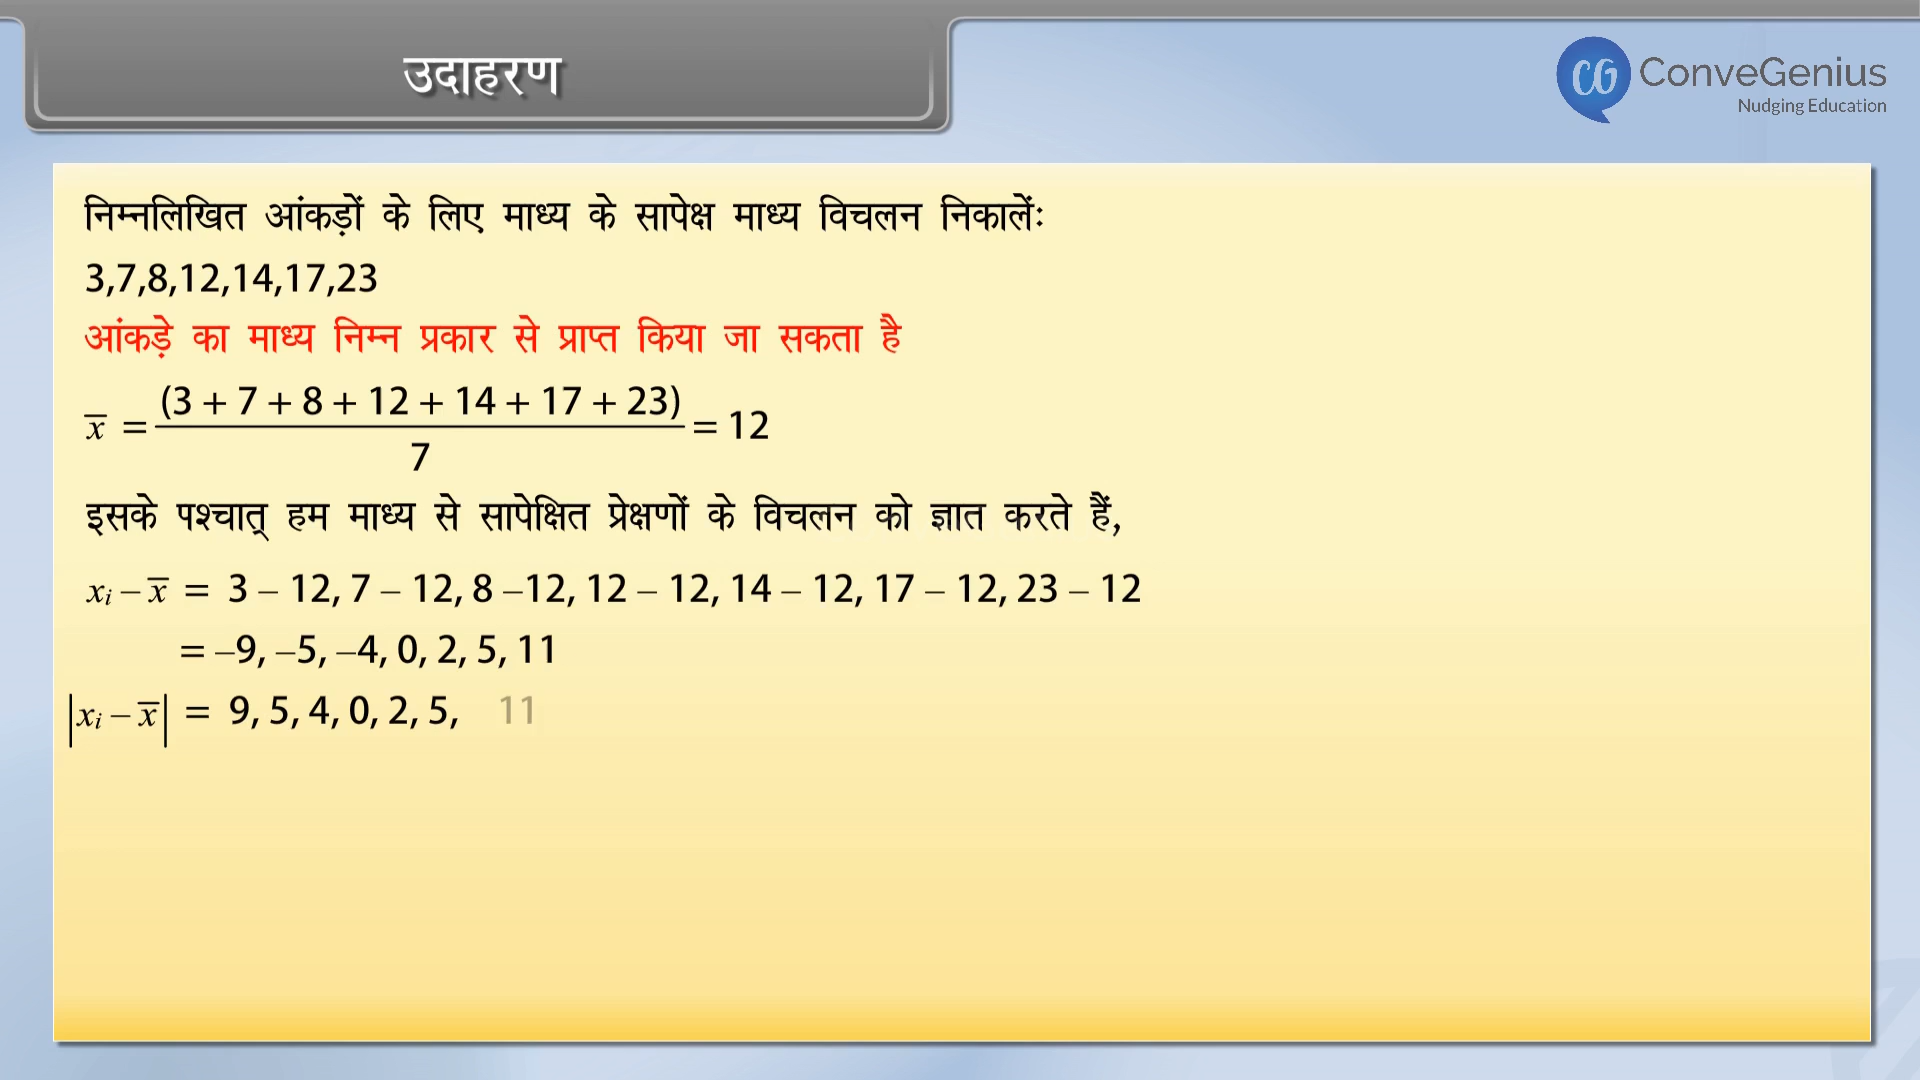 उदाहरण
CG ConveGenius
Nudging Education
निम्नलिखित आंकड़ों के लिए माध्य के सापेक्ष माध्य विचलन निकालें:
3,7,8,12,14,17,23
आंकड़े का माध्य निम्न प्रकार से प्राप्त किया जा सकता है
x̅ = (3 + 7 + 8 + 12 + 14 + 17 + 23) / 7 = 12
इसके पश्चात् हम माध्य से सापेक्षित प्रेक्षणों के विचलन को ज्ञात करते हैं,
xᵢ – x̅ = 3 – 12, 7 – 12, 8 –12, 12 – 12, 14 – 12, 17 – 12, 23 – 12
= –9, –5, –4, 0, 2, 5, 11
|xᵢ – x̅| = 9, 5, 4, 0, 2, 5, 11